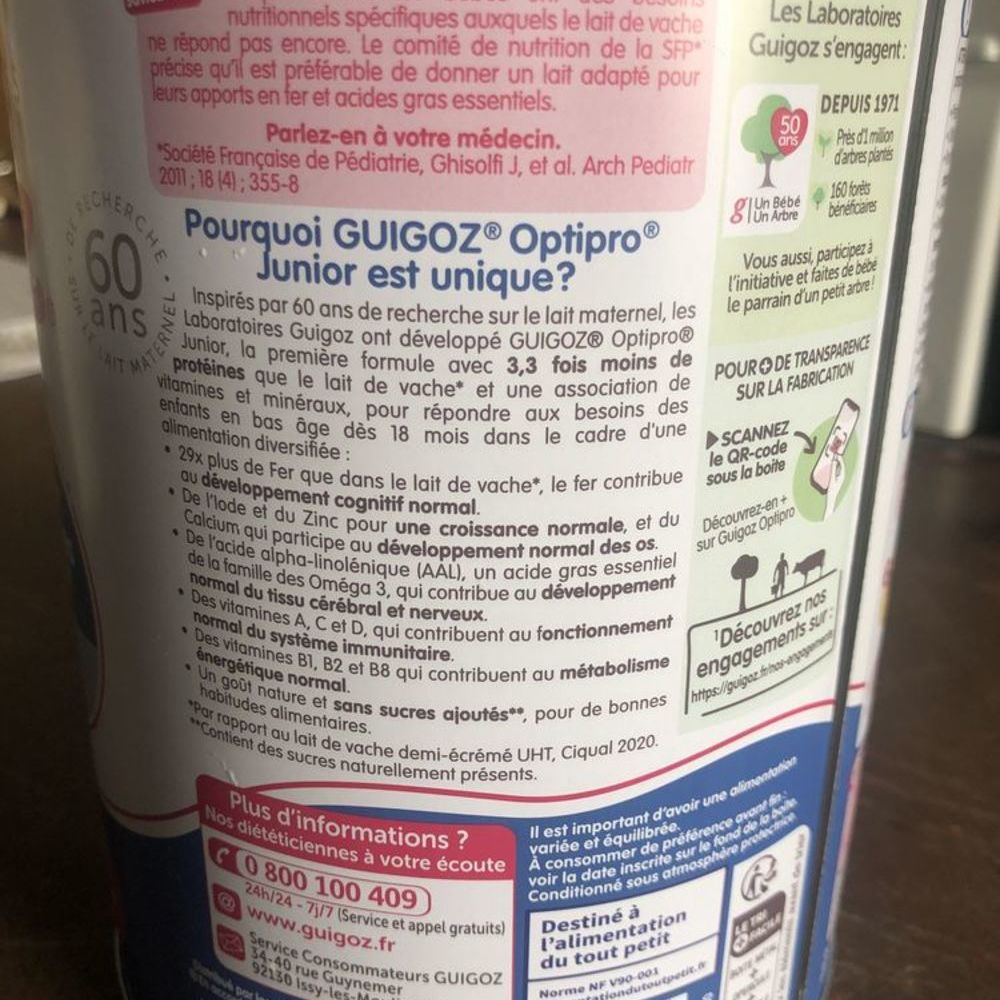 nutritionnels spécifiques auxquels le lait de vache
ne répond pas encore. Le comité de nutrition de la SFP*
précise qu'il est préférable de donner un lait adapté pour
leurs apports en fer et acides gras essentiels.
Parlez-en à votre médecin.
*Société Française de Pédiatrie, Ghisolfi J, et al. Arch Pediatr
2011 ; 18 (4) ; 355-8
DE RECHERCHE
60
ans
LAIT MATERNEL
Pourquoi GUIGOZ® Optipro®
Junior est unique?
Inspirés par 60 ans de recherche sur le lait maternel, les
Laboratoires Guigoz ont développé GUIGOZ® Optipro®
Junior, la première formule avec 3,3 fois moins de
protéines que le lait de vache* et une association de
vitamines et minéraux, pour répondre aux besoins des
enfants en bas âge dès 18 mois dans le cadre d'une
alimentation diversifiée :
• 29x plus de Fer que dans le lait de vache*, le fer contribue
au développement cognitif normal.
• De l'Iode et du Zinc pour une croissance normale, et du
Calcium qui participe au développement normal des os.
• De l'acide alpha-linolénique (AAL), un acide gras essentiel
de la famille des Oméga 3, qui contribue au développement
normal du tissu cérébral et nerveux.
• Des vitamines A, C et D, qui contribuent au fonctionnement
normal du système immunitaire.
• Des vitamines B1, B2 et B8 qui contribuent au métabolisme
énergétique normal.
• Un goût nature et sans sucres ajoutés**, pour de bonnes
habitudes alimentaires.
*Par rapport au lait de vache demi-écrémé UHT, Ciqual 2020.
**Contient des sucres naturellement présents.
Plus d'informations ?
Nos diététiciennes à votre écoute
0 800 100 409
24h/24 - 7j/7 (Service et appel gratuits)
@ www.guigoz.fr
Service Consommateurs GUIGOZ
34-40 rue Guynemer
92130
Les Laboratoires
Guigoz s'engagent :
50
ans
g Un Bébé
Un Arbre
DEPUIS 1971
Près d'1 million
d'arbres plantés
160 forêts
bénéficiaires
Vous aussi, participez à
l'initiative et faites de bébé
le parrain d'un petit arbre !
POUR + DE TRANSPARENCE
SUR LA FABRICATION
SCANNEZ
le QR-code
sous la boîte
Découvrez-en +
sur Guigoz Optipro
¹Découvrez nos
engagements sur :
https://guigoz.fr/nos-engagements
Il est important d'avoir une alimentation
variée et équilibrée.
À consommer de préférence avant fin :
voir la date inscrite sur le fond de la boîte.
Conditionné sous atmosphère protectrice.
Destiné à
l'alimentation
du tout petit
Norme NF V90-001
LE TRI
+ FACILE